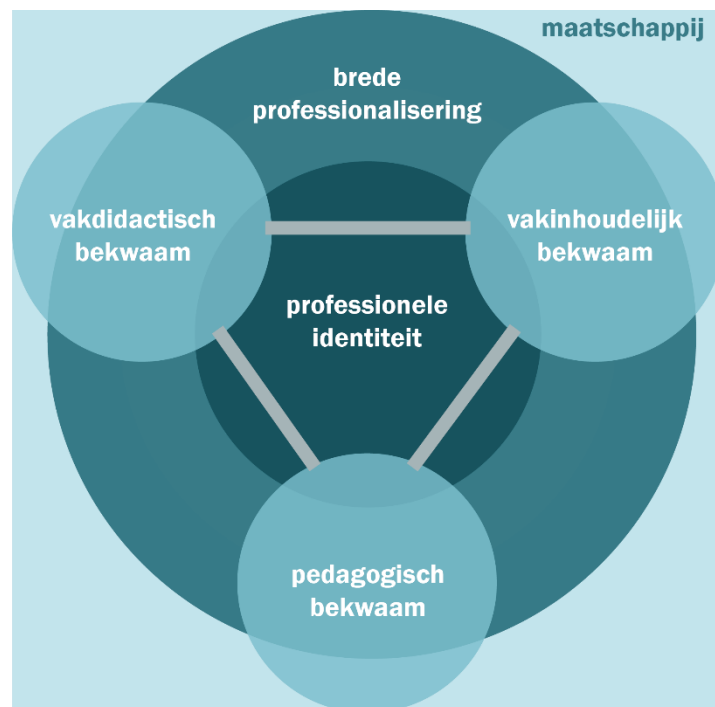 maatschappij
brede
professionalisering
vakdidactisch
bekwaam
vakinhoudelijk
bekwaam
professionele
identiteit
pedagogisch
bekwaam